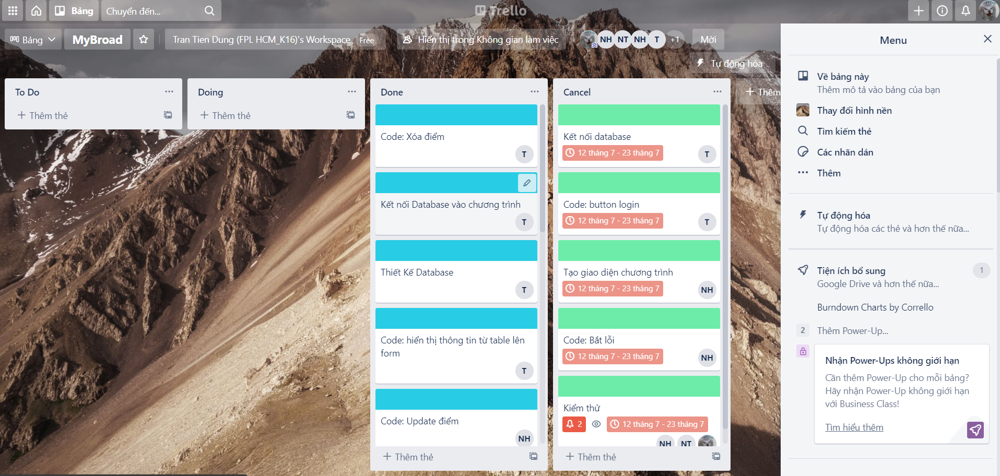 Bảng
Chuyển đến...
Trello
Bảng
MyBroad
Tran Tien Dung (FPL HCM_K16)'s Workspace Free
Hiển thị trong Không gian làm việc
NH NT NH T +1
Mời
Tự động hóa
To Do
Thêm thẻ
Doing
Thêm thẻ
Done
Code: Xóa điểm
T
Kết nối Database vào chương trình
T
Thiết Kế Database
T
Code: hiển thị thông tin từ table lên
form
T
Code: Update điểm
NH
Thêm thẻ
Cancel
Kết nối database
12 tháng 7 - 23 tháng 7
T
Code: button login
12 tháng 7 - 23 tháng 7
T
Tạo giao diện chương trình
12 tháng 7 - 23 tháng 7
NH
Code: Bắt lỗi
12 tháng 7 - 23 tháng 7
NH
Kiểm thử
2 12 tháng 7 - 23 tháng 7
NH NT
Thêm thẻ
Thêm
Menu
Về bảng này
Thêm mô tả vào bảng của bạn
Thay đổi hình nền
Tìm kiếm thẻ
Các nhãn dán
Thêm
Tự động hóa
Tự động hóa các thẻ và hơn thế nữa...
Tiện ích bổ sung 1
Google Drive và hơn thế nữa...
Burndown Charts by Corrello
2 Thêm Power-Up...
Nhận Power-Ups không giới hạn
Cần thêm Power-Up cho mỗi bảng?
Hãy nhận Power-Up không giới hạn
với Business Class!
Tìm hiểu thêm